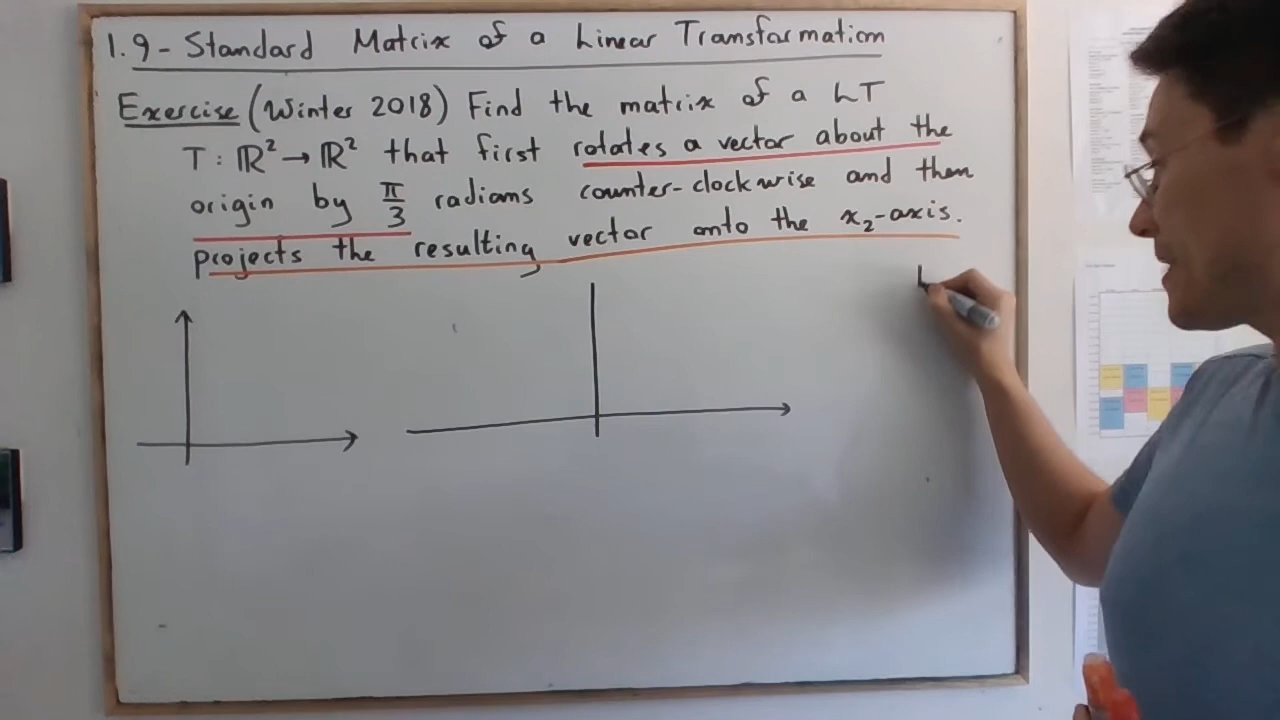 1.9 - Standard Matrix of a Linear Transformation
Exercise (Winter 2018) Find the matrix of a LT
T : ℝ² → ℝ² that first rotates a vector about the
origin by π/3 radians counter-clockwise and then
projects the resulting vector onto the x₂-axis.